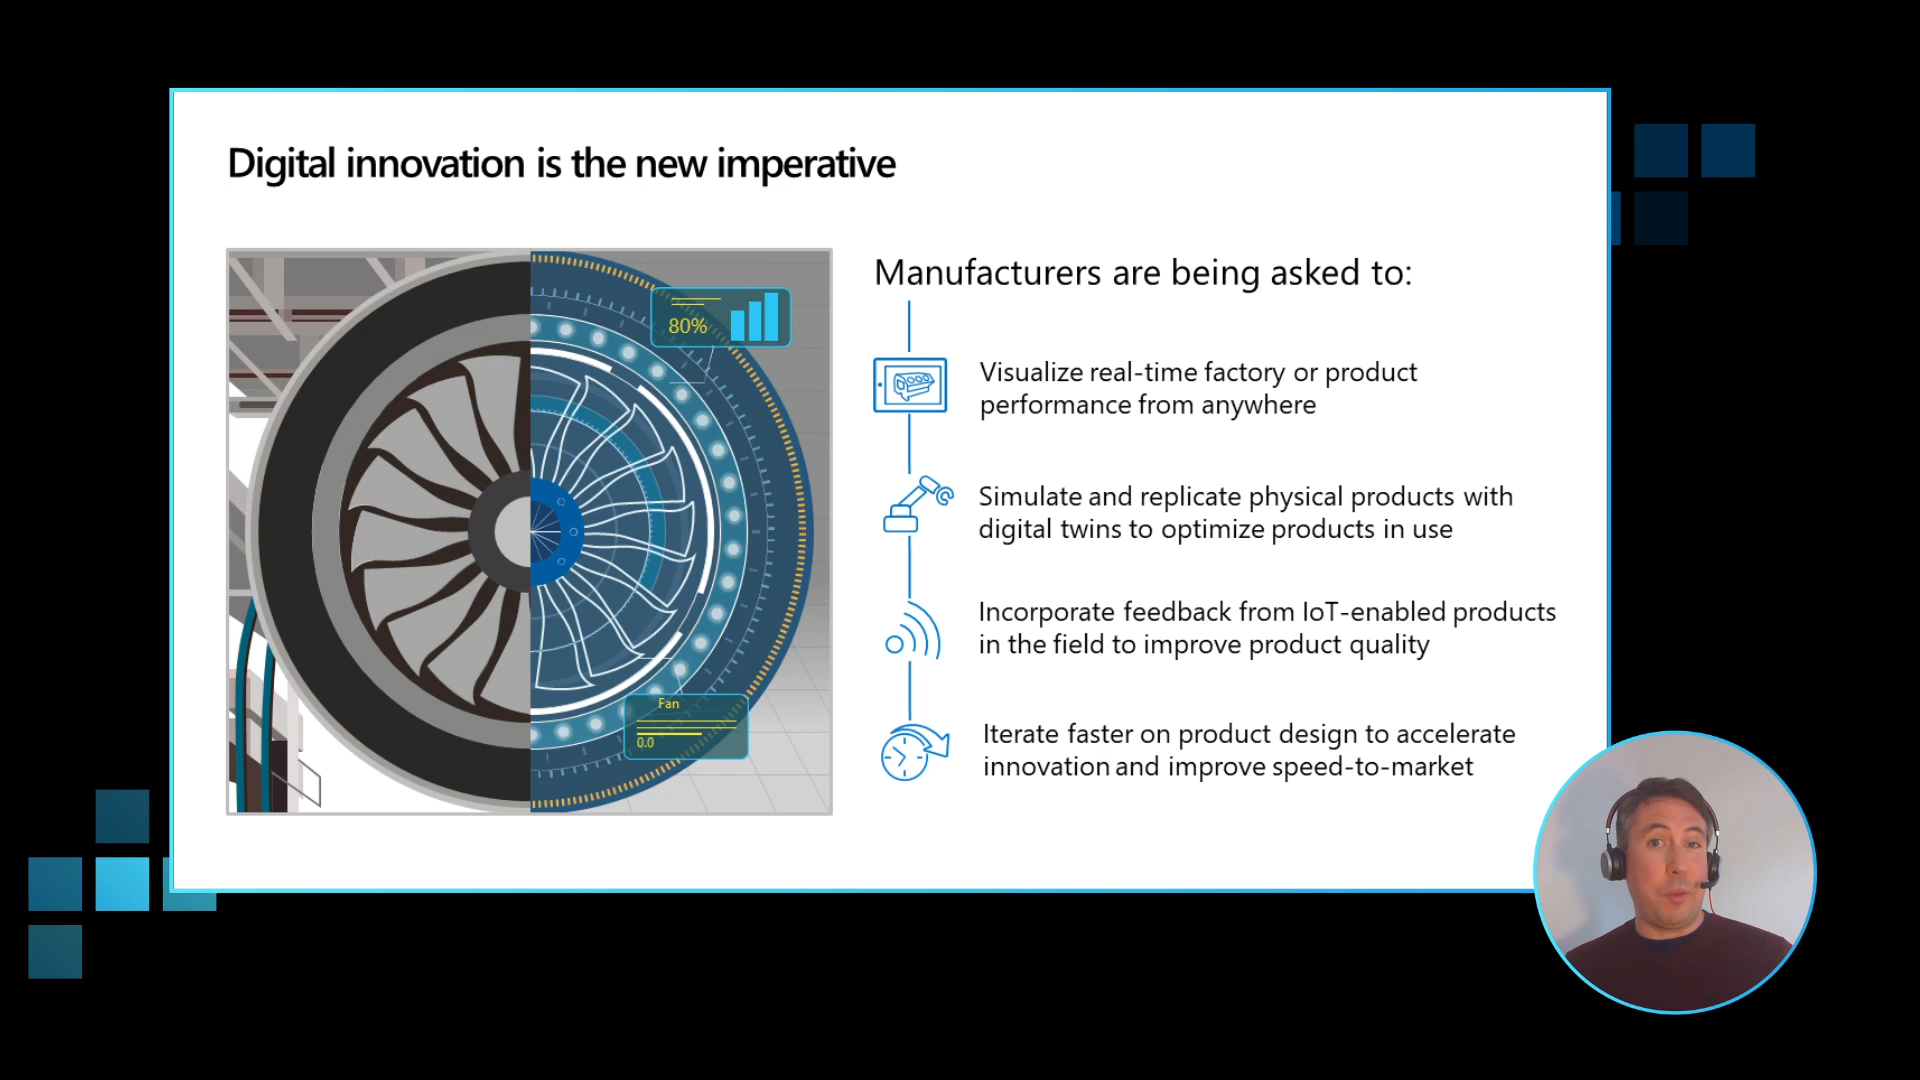 Digital innovation is the new imperative
80%
Fan
0.0
Manufacturers are being asked to:
Visualize real-time factory or product
performance from anywhere
Simulate and replicate physical products with
digital twins to optimize products in use
Incorporate feedback from IoT-enabled products
in the field to improve product quality
Iterate faster on product design to accelerate
innovation and improve speed-to-market